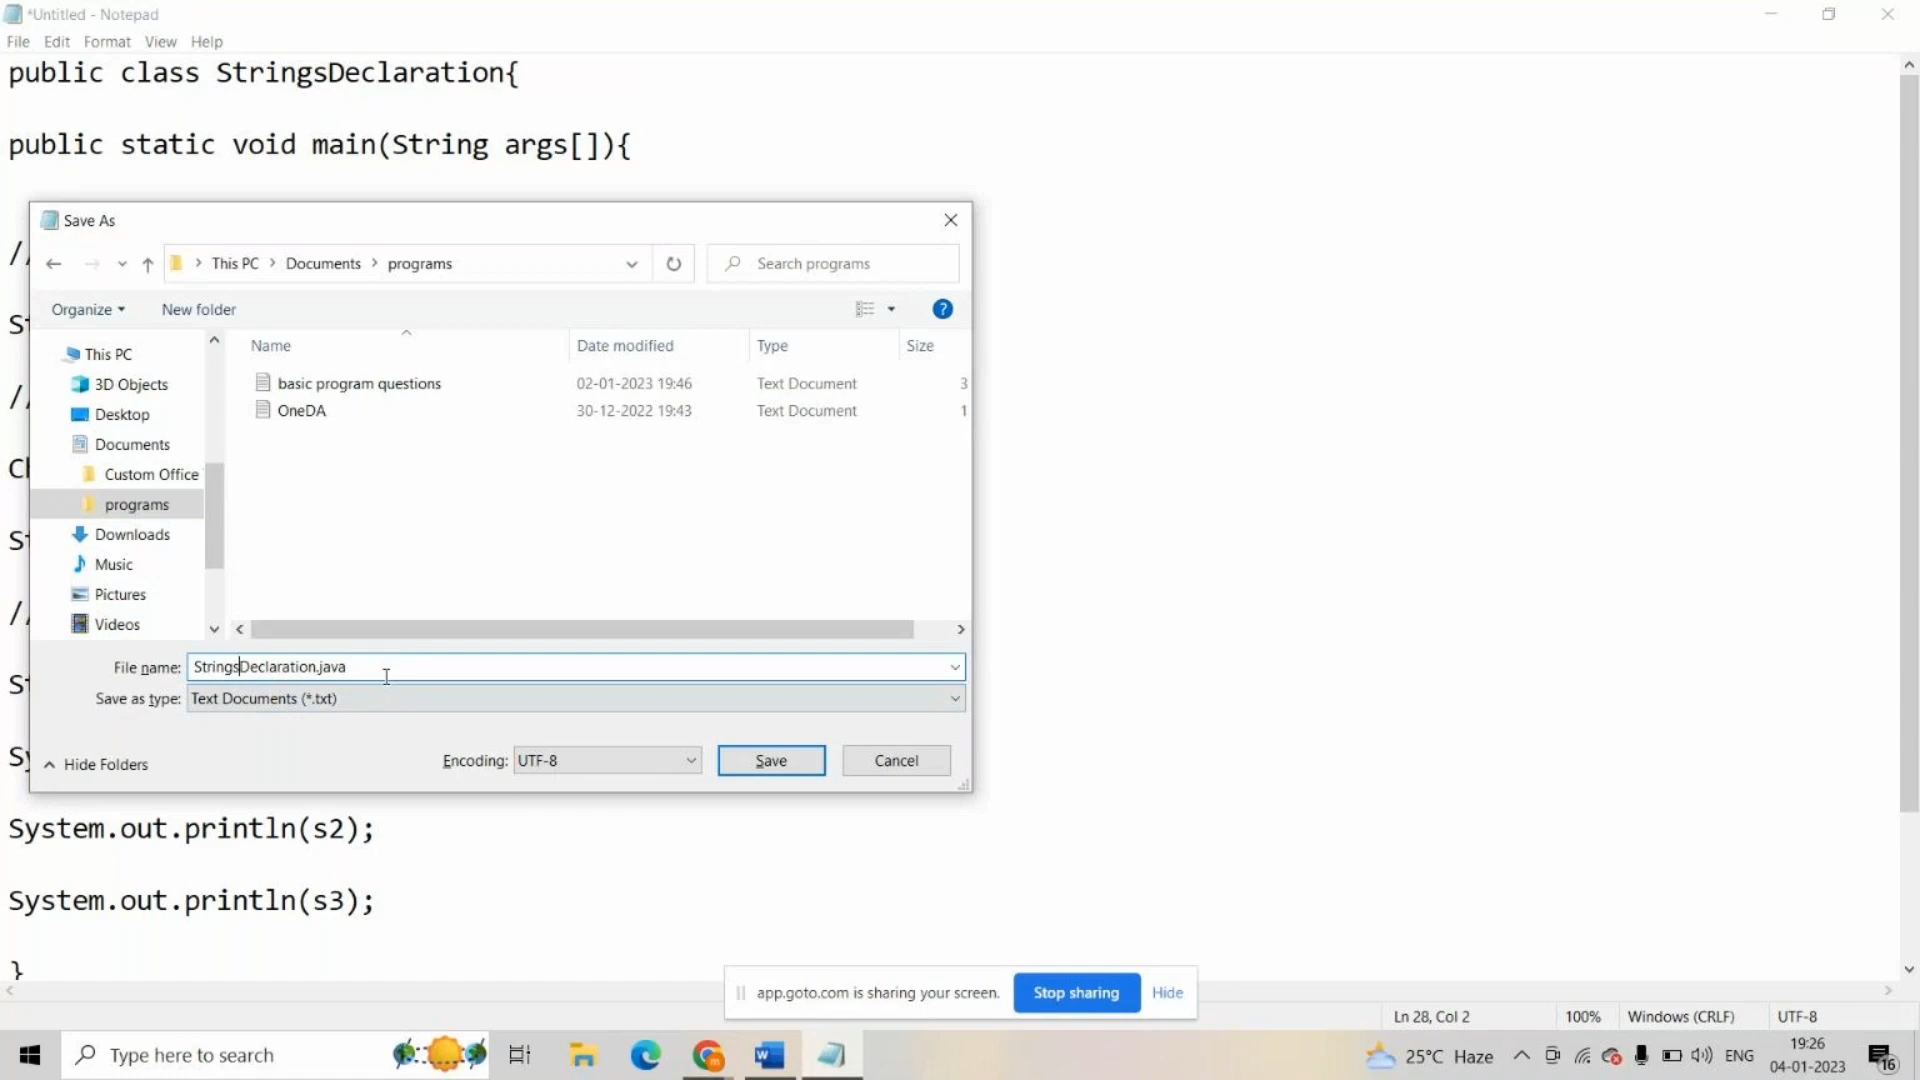 *Untitled - Notepad
File Edit Format View Help
public class StringsDeclaration{
public static void main(String args[]){
Save As
This PC > Documents > programs
Search programs
Organize New folder
Name Date modified Type Size
This PC
3D Objects
Desktop
Documents
Custom Office
programs
Downloads
Music
Pictures
Videos
basic program questions 02-01-2023 19:46 Text Document 3
OneDA 30-12-2022 19:43 Text Document 1
File name: StringsDeclaration.java
Save as type: Text Documents (*.txt)
Hide Folders Encoding: UTF-8 Save Cancel
System.out.println(s2);
System.out.println(s3);
}
app.goto.com is sharing your screen. Stop sharing Hide
Ln 28, Col 2 100% Windows (CRLF) UTF-8
Type here to search
25°C Haze ENG
19:26
04-01-2023
16